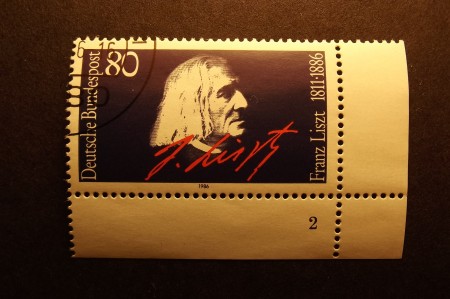 Deutsche Bundespost
80
F. Liszt
Franz Liszt 1811-1886
1986
2